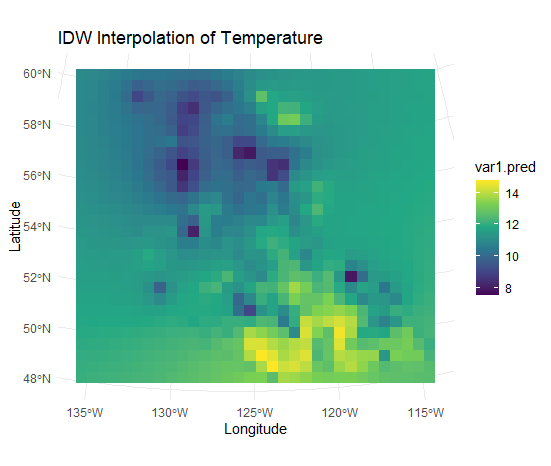 IDW Interpolation of Temperature
60°N
58°N
56°N
54°N
52°N
50°N
48°N
Latitude
135°W
130°W
125°W
120°W
115°W
Longitude
var1.pred
14
12
10
8